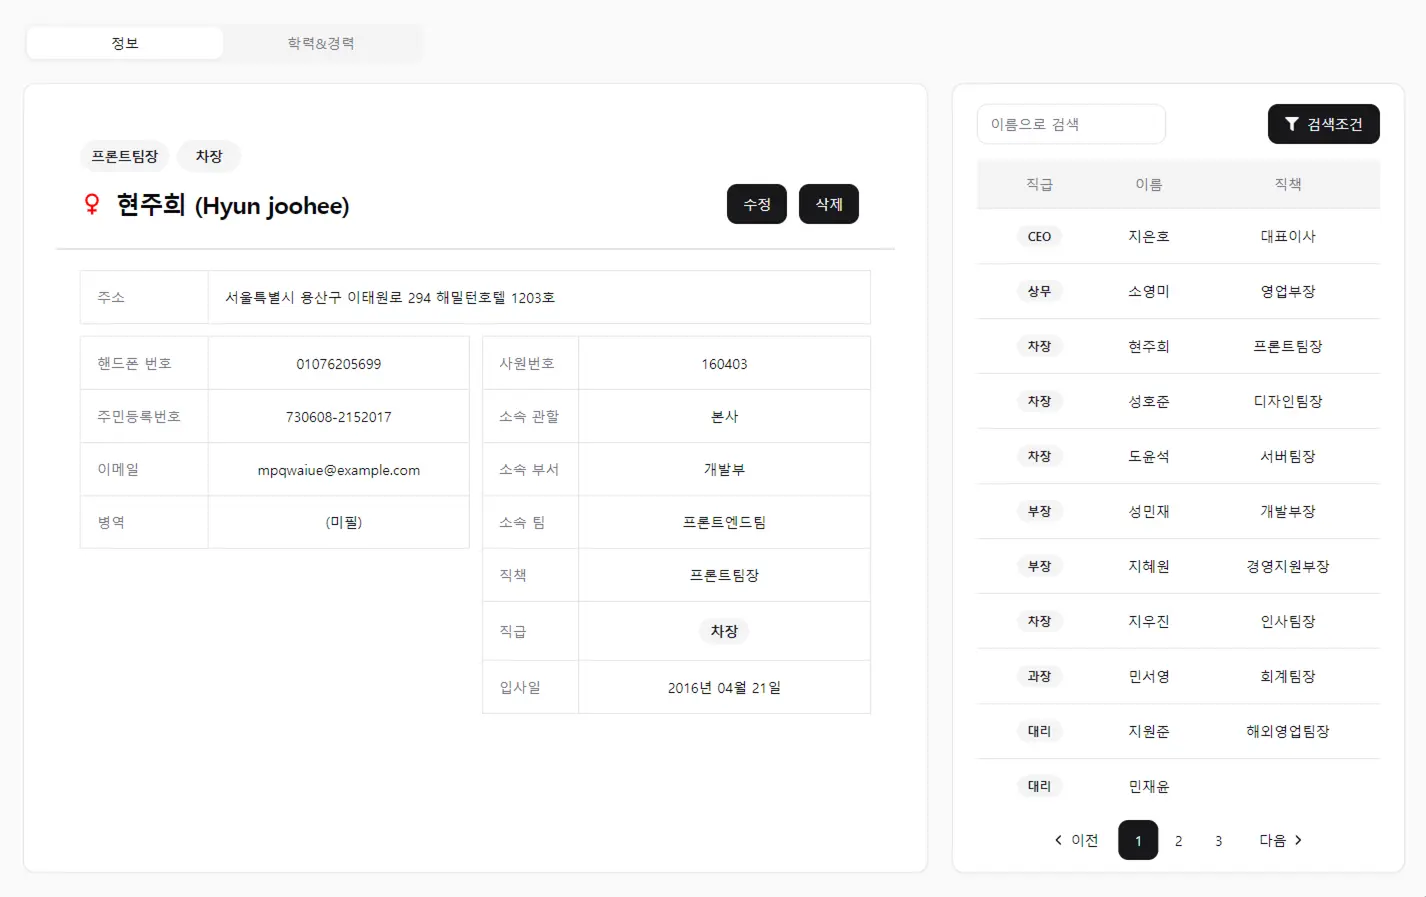 정보
학력&경력
프론트팀장 차장
현주희 (Hyun joohee)
수정 삭제
주소 서울특별시 용산구 이태원로 294 해밀턴호텔 1203호
핸드폰 번호 01076205699
주민등록번호 730608-2152017
이메일 mpqwaiue@example.com
병역 (미필)
사원번호 160403
소속 관할 본사
소속 부서 개발부
소속 팀 프론트엔드팀
직책 프론트팀장
직급 차장
입사일 2016년 04월 21일
이름으로 검색 검색조건
직급 이름 직책
CEO 지은호 대표이사
상무 소영미 영업부장
차장 현주희 프론트팀장
차장 성호준 디자인팀장
차장 도윤석 서버팀장
부장 성민재 개발부장
부장 지혜원 경영지원부장
차장 지우진 인사팀장
과장 민서영 회계팀장
대리 지원준 해외영업팀장
대리 민재윤
이전 1 2 3 다음